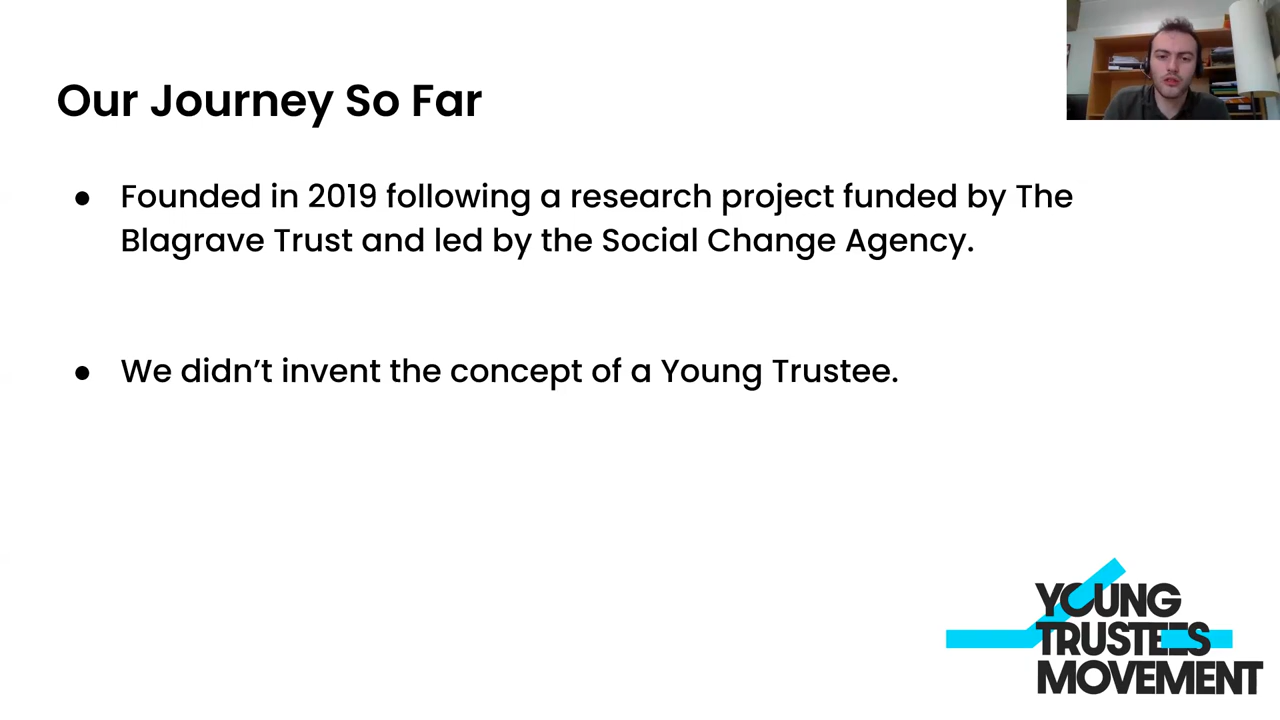 Our Journey So Far
● Founded in 2019 following a research project funded by The
Blagrave Trust and led by the Social Change Agency.
● We didn’t invent the concept of a Young Trustee.
YOUNG
TRUSTEES
MOVEMENT